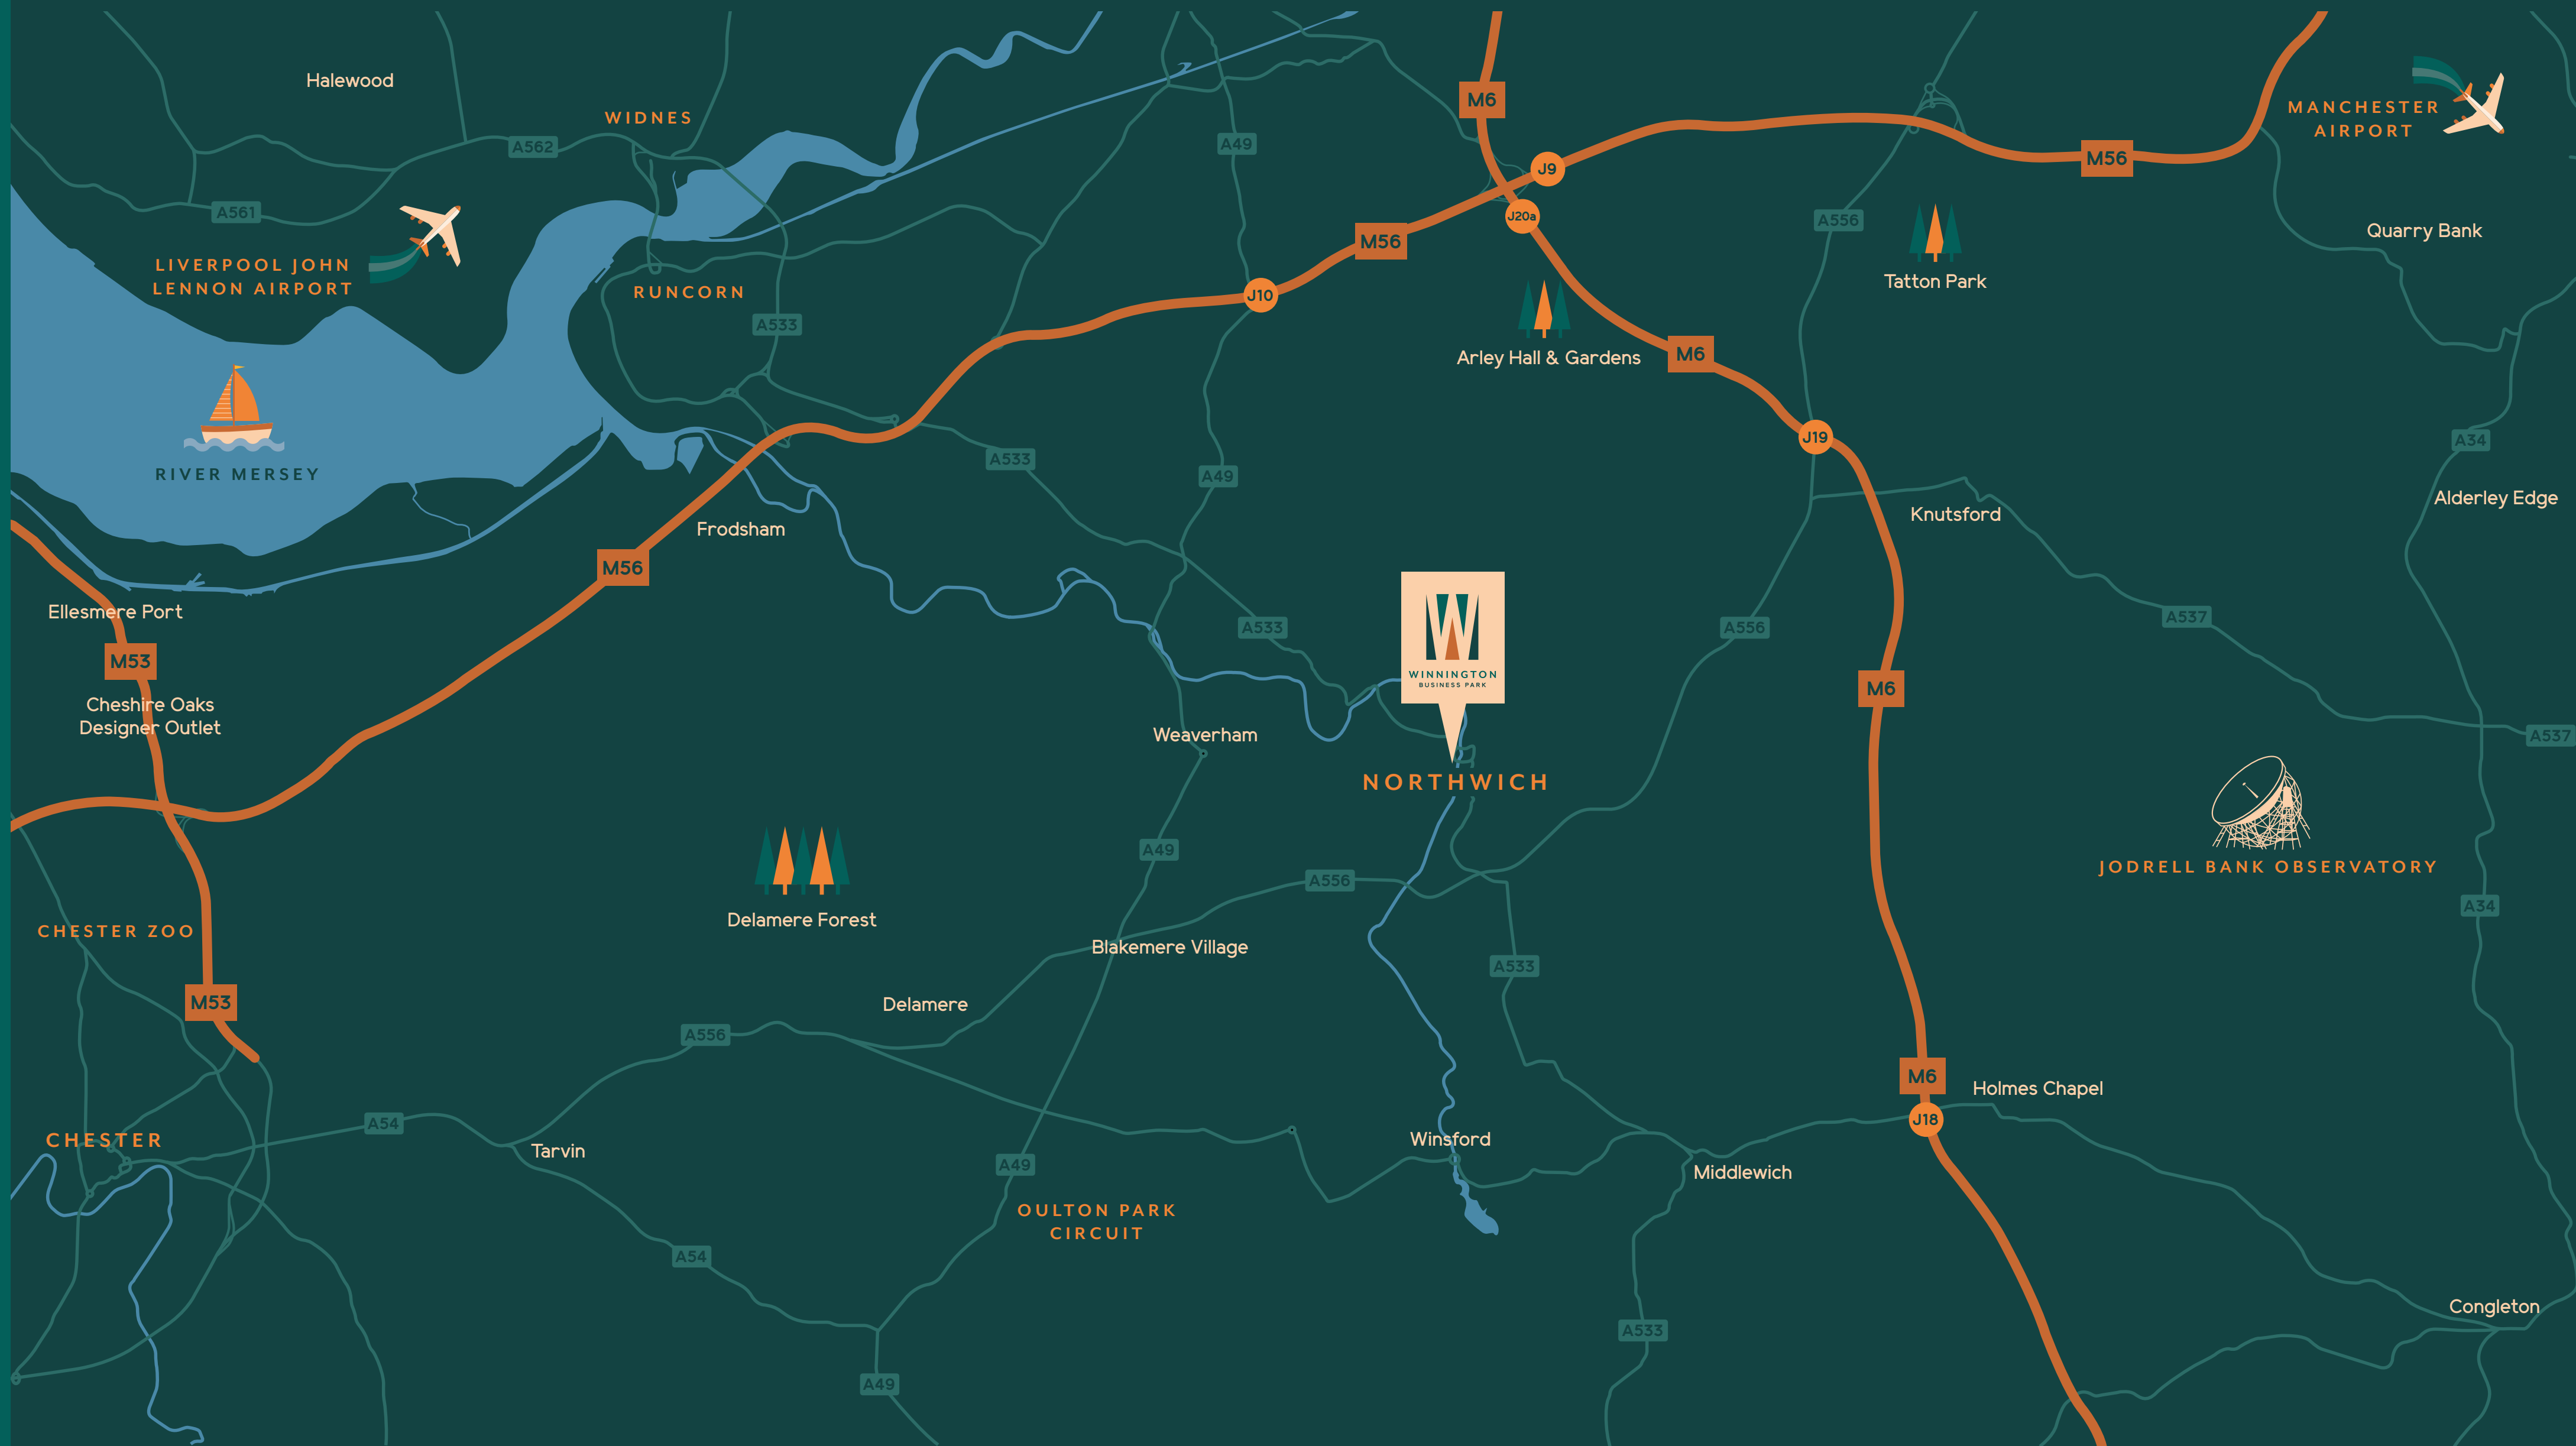 Halewood
WIDNES
A562
A561
LIVERPOOL JOHN
LENNON AIRPORT
RUNCORN
A533
RIVER MERSEY
M6
A49
J9
M56
MANCHESTER
AIRPORT
J20a
M56
A556
Quarry Bank
Tatton Park
J10
Arley Hall & Gardens
M6
J19
A34
A533
A49
Alderley Edge
Knutsford
Frodsham
M56
Ellesmere Port
A533
A556
A537
M53
WINNINGTON
BUSINESS PARK
M6
Cheshire Oaks
Designer Outlet
Weaverham
A537
NORTHWICH
A49
JODRELL BANK OBSERVATORY
A556
A34
Delamere Forest
CHESTER ZOO
Blakemere Village
A533
M53
Delamere
A556
M6
Holmes Chapel
J18
A54
CHESTER
Tarvin
Winsford
A49
Middlewich
OULTON PARK
CIRCUIT
A54
Congleton
A533
A49